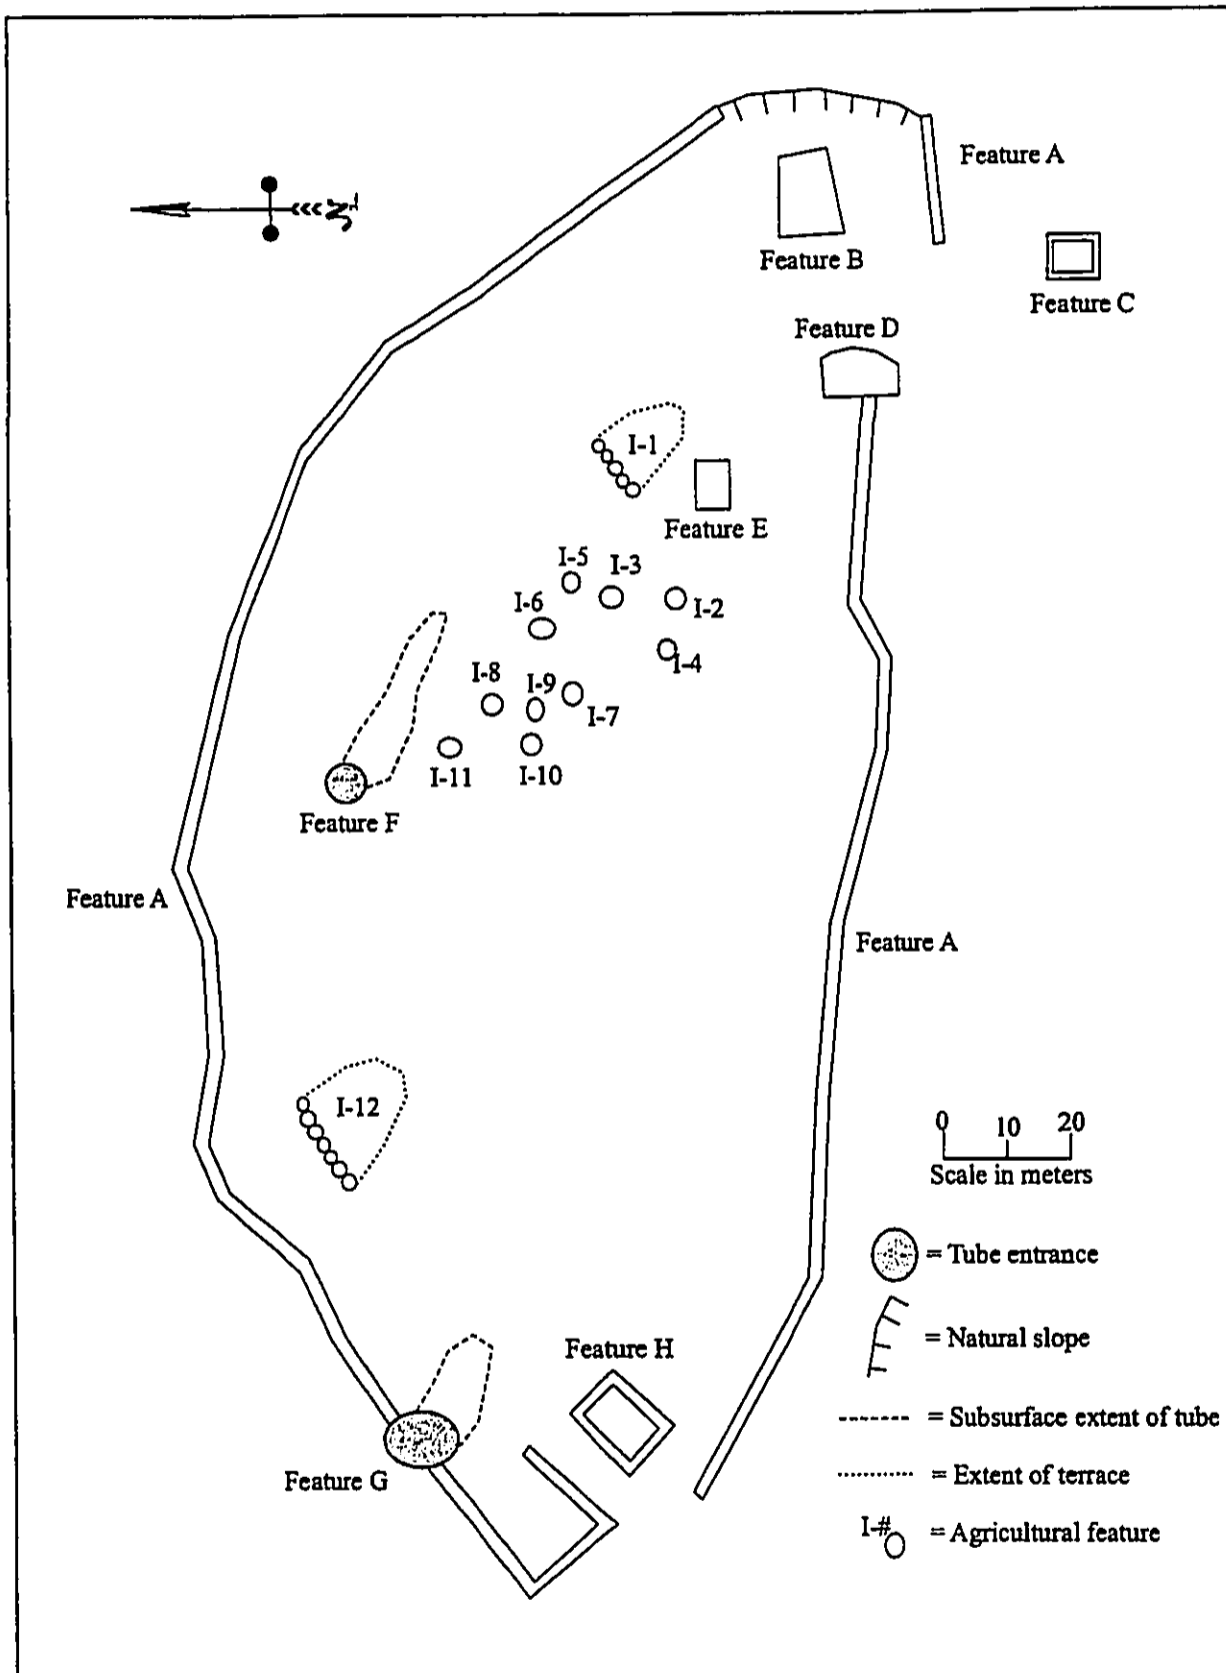 Feature A
N
Feature B
Feature C
Feature D
I-1
Feature E
I-5
I-3
I-6
I-2
I-4
I-8
I-9
I-7
I-11
I-10
Feature F
Feature A
Feature A
I-12
0 10 20
Scale in meters
= Tube entrance
= Natural slope
Feature H
= Subsurface extent of tube
Feature G
= Extent of terrace
I-#
= Agricultural feature